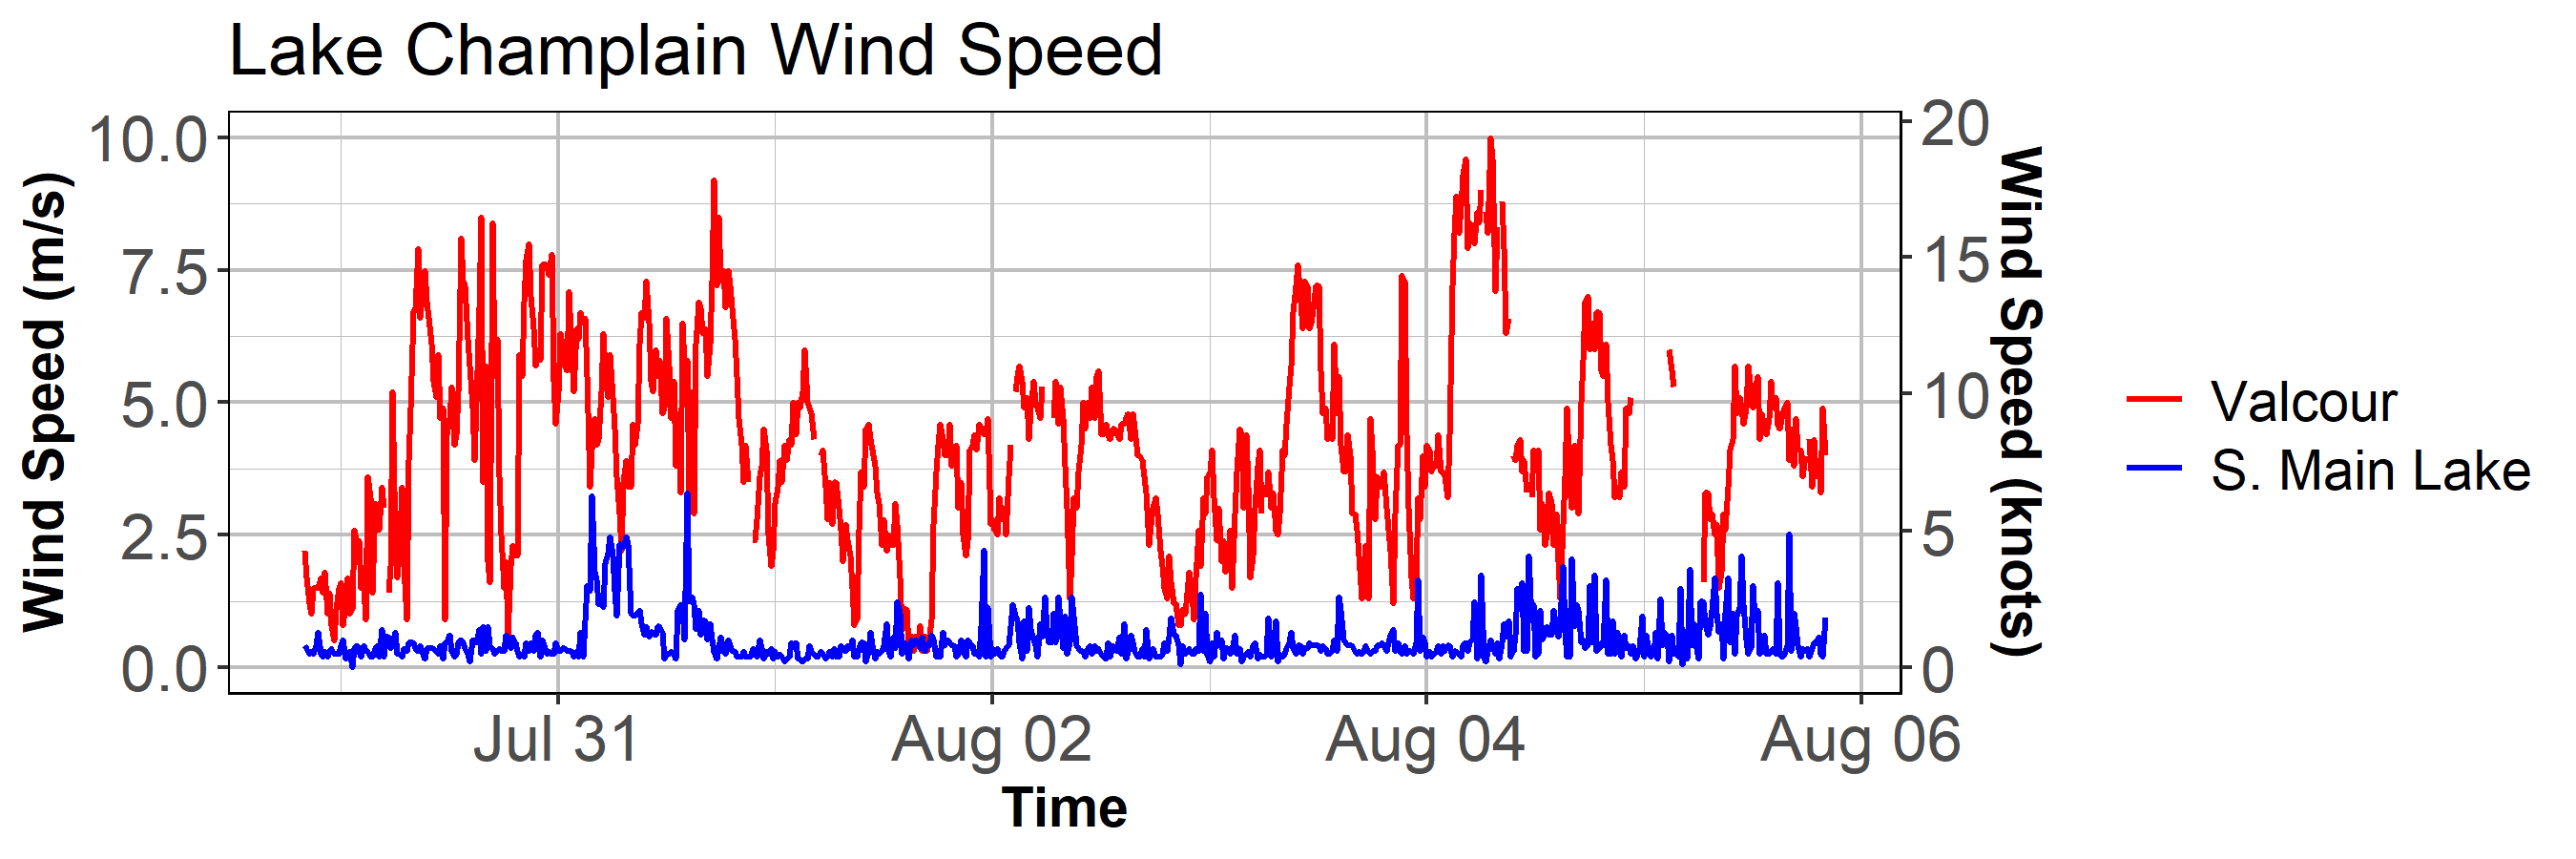 Lake Champlain Wind Speed
10.0
7.5
5.0
2.5
0.0
Wind Speed (m/s)
20
15
10
5
0
Wind Speed (knots)
Jul 31
Aug 02
Aug 04
Aug 06
Time
Valcour
S. Main Lake